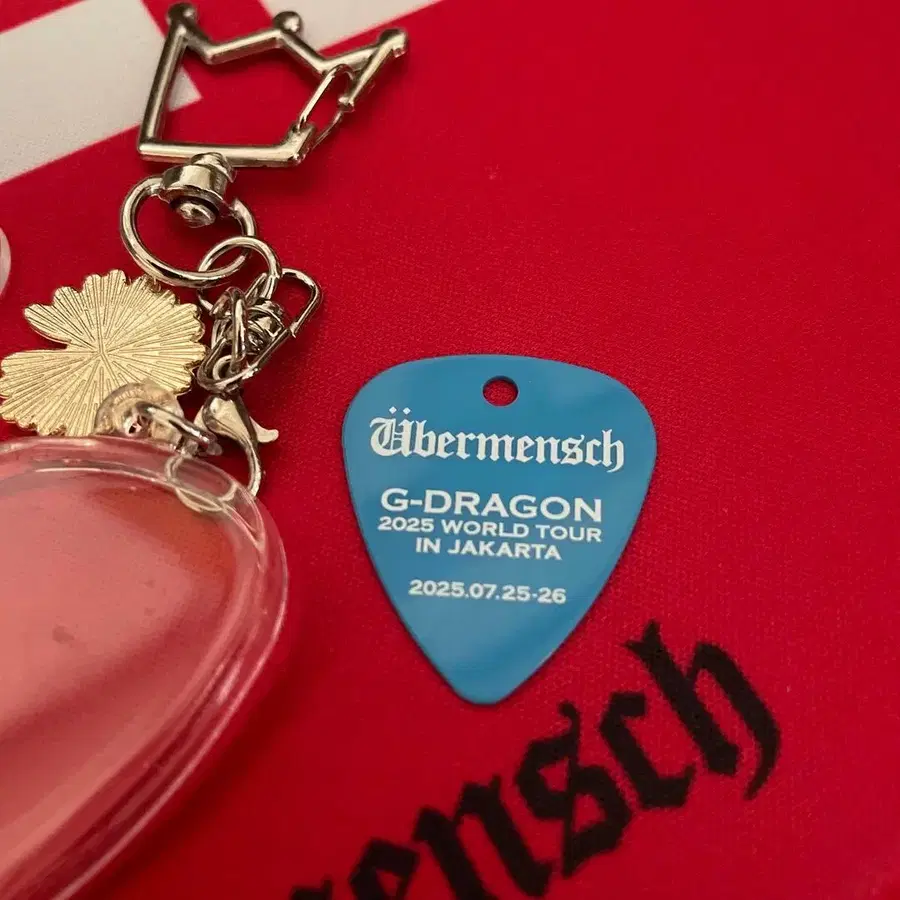 Übermensch
G-DRAGON
2025 WORLD TOUR
IN JAKARTA
2025.07.25-26
ensch